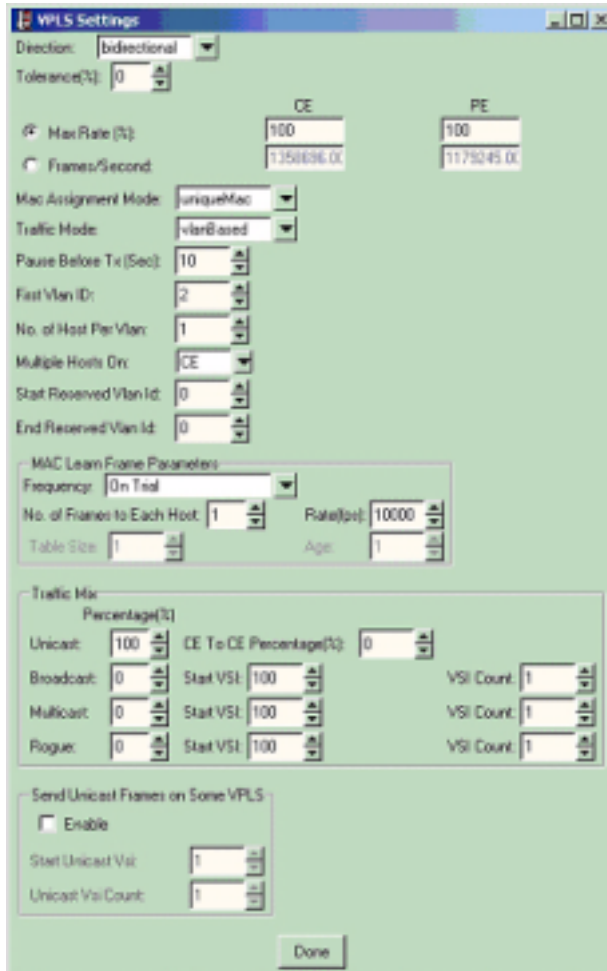 VPLS Settings
Direction: bidirectional
Tolerance(%): 0
CE PE
Max Rate (%): 100 100
Frames/Second: 1358696.0( 1179245.0(
Mac Assignment Mode: uniqueMac
Traffic Mode: vlanBased
Pause Before Tx (Sec): 10
First Vlan ID: 2
No. of Host Per Vlan: 1
Multiple Hosts On: CE
Start Reserved Vlan Id: 0
End Reserved Vlan Id: 0
MAC Learn Frame Parameters
Frequency: On Trial
No. of Frames to Each Host: 1 Rate(fps): 10000
Table Size: 1 Age: 1
Traffic Mix
Percentage(%)
Unicast: 100 CE To CE Percentage(%): 0
Broadcast: 0 Start VSI: 100 VSI Count: 1
Multicast: 0 Start VSI: 100 VSI Count: 1
Rogue: 0 Start VSI: 100 VSI Count: 1
Send Unicast Frames on Some VPLS
Enable
Start Unicast Vsi: 1
Unicast Vsi Count: 1
Done